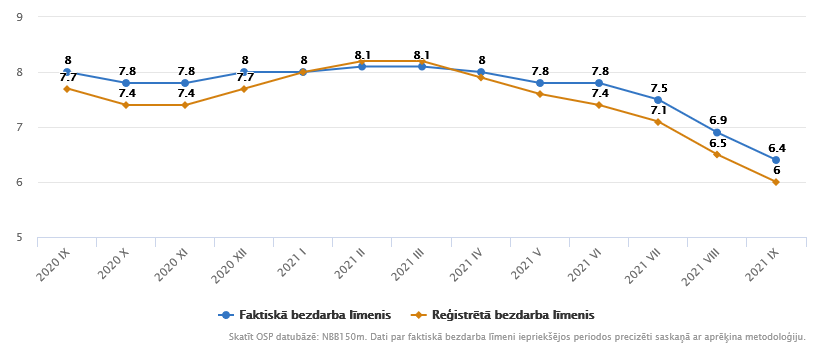 9
8
7
6
5
8
7.8
7.8
8
8
8.1
8.1
8
7.8
7.8
7.5
6.9
6.4
7.7
7.4
7.4
7.7
7.4
7.1
6.5
6
2020 IX
2020 X
2020 XI
2020 XII
2021 I
2021 II
2021 III
2021 IV
2021 V
2021 VI
2021 VII
2021 VIII
2021 IX
Faktiskā bezdarba līmenis
Reģistrētā bezdarba līmenis
Skatīt OSP datubāzē: NBB150m. Dati par faktiskā bezdarba līmeni iepriekšējos periodos precizēti saskaņā ar aprēķina metodoloģiju.